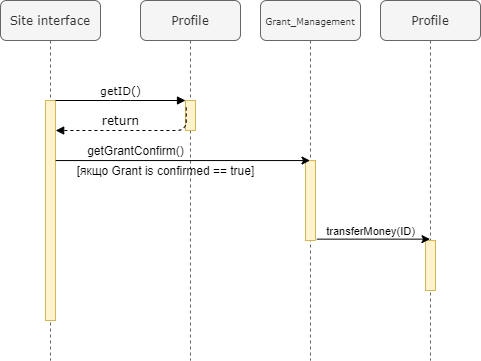 Site interface
Profile
Grant_Management
Profile
getID()
return
getGrantConfirm()
[якщо Grant is confirmed == true]
transferMoney(ID)